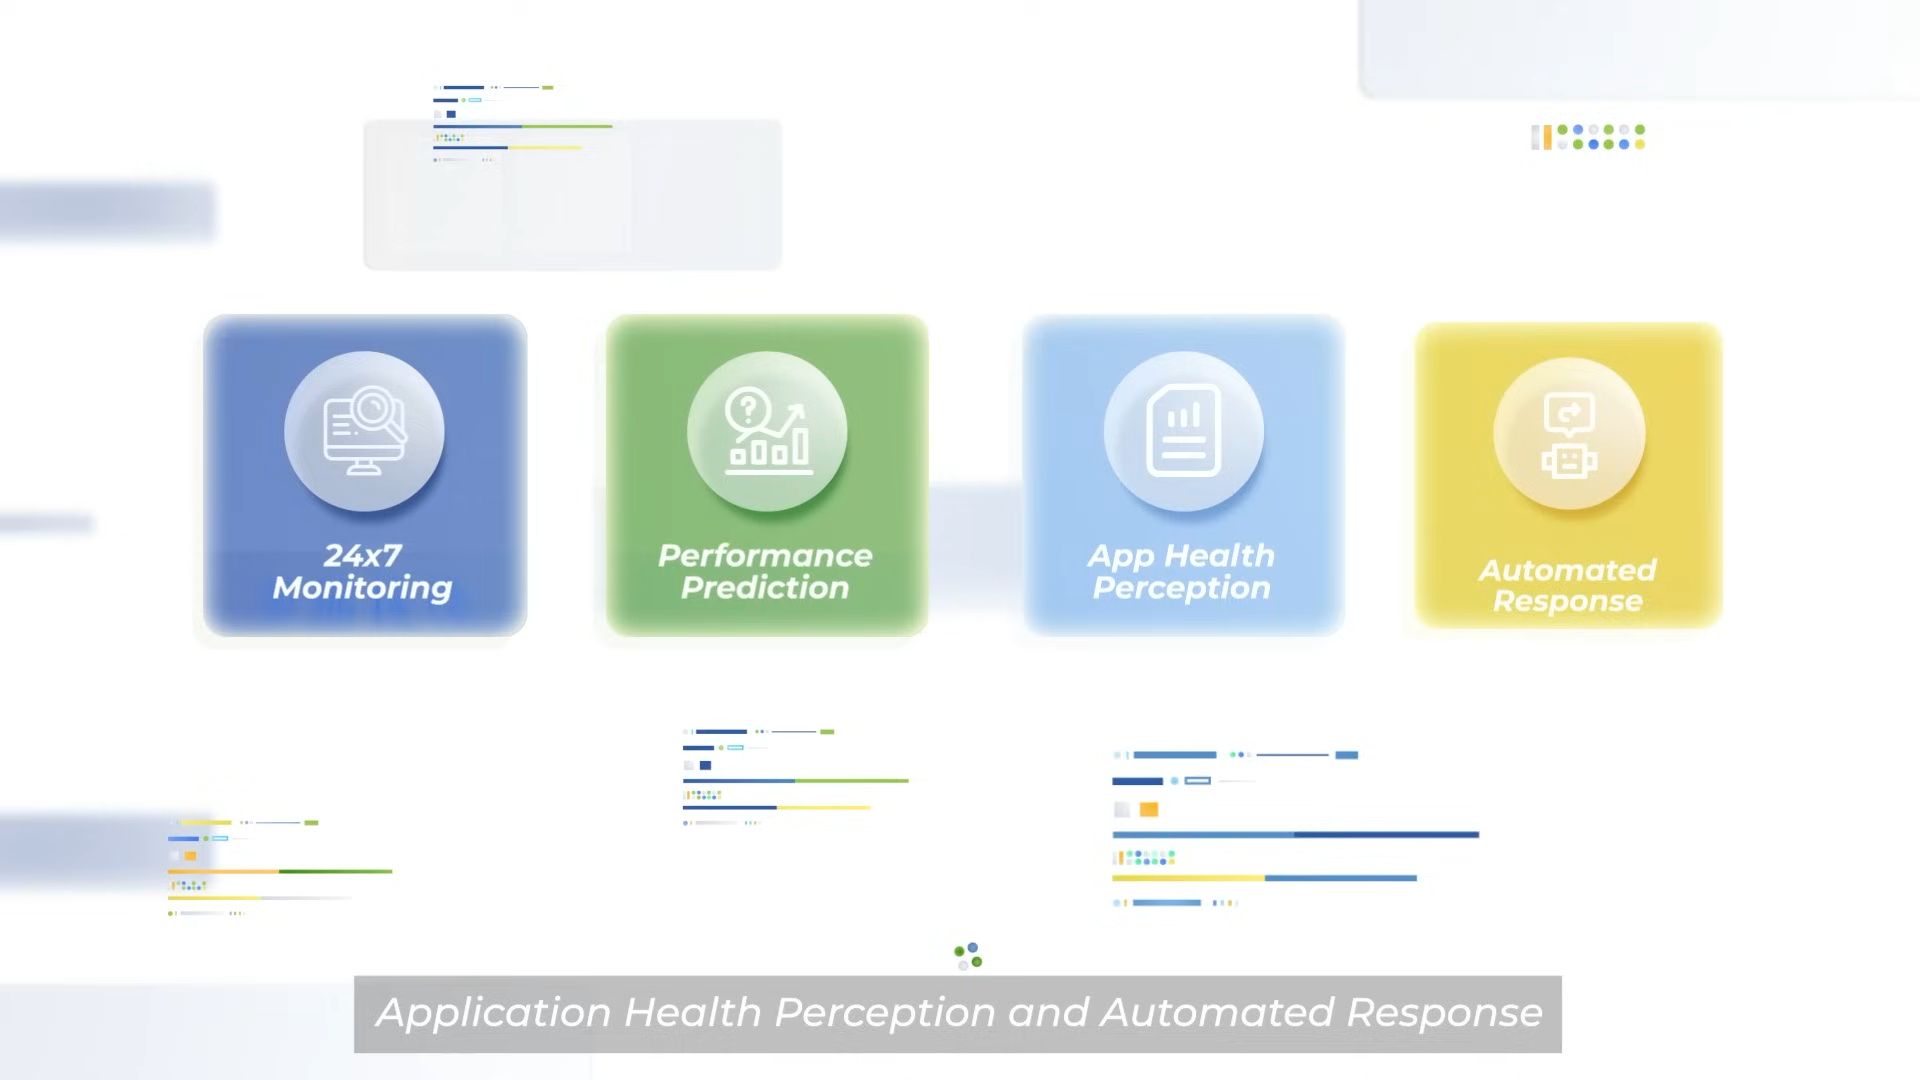 24x7
Monitoring
Performance
Prediction
App Health
Perception
Automated
Response
Application Health Perception and Automated Response